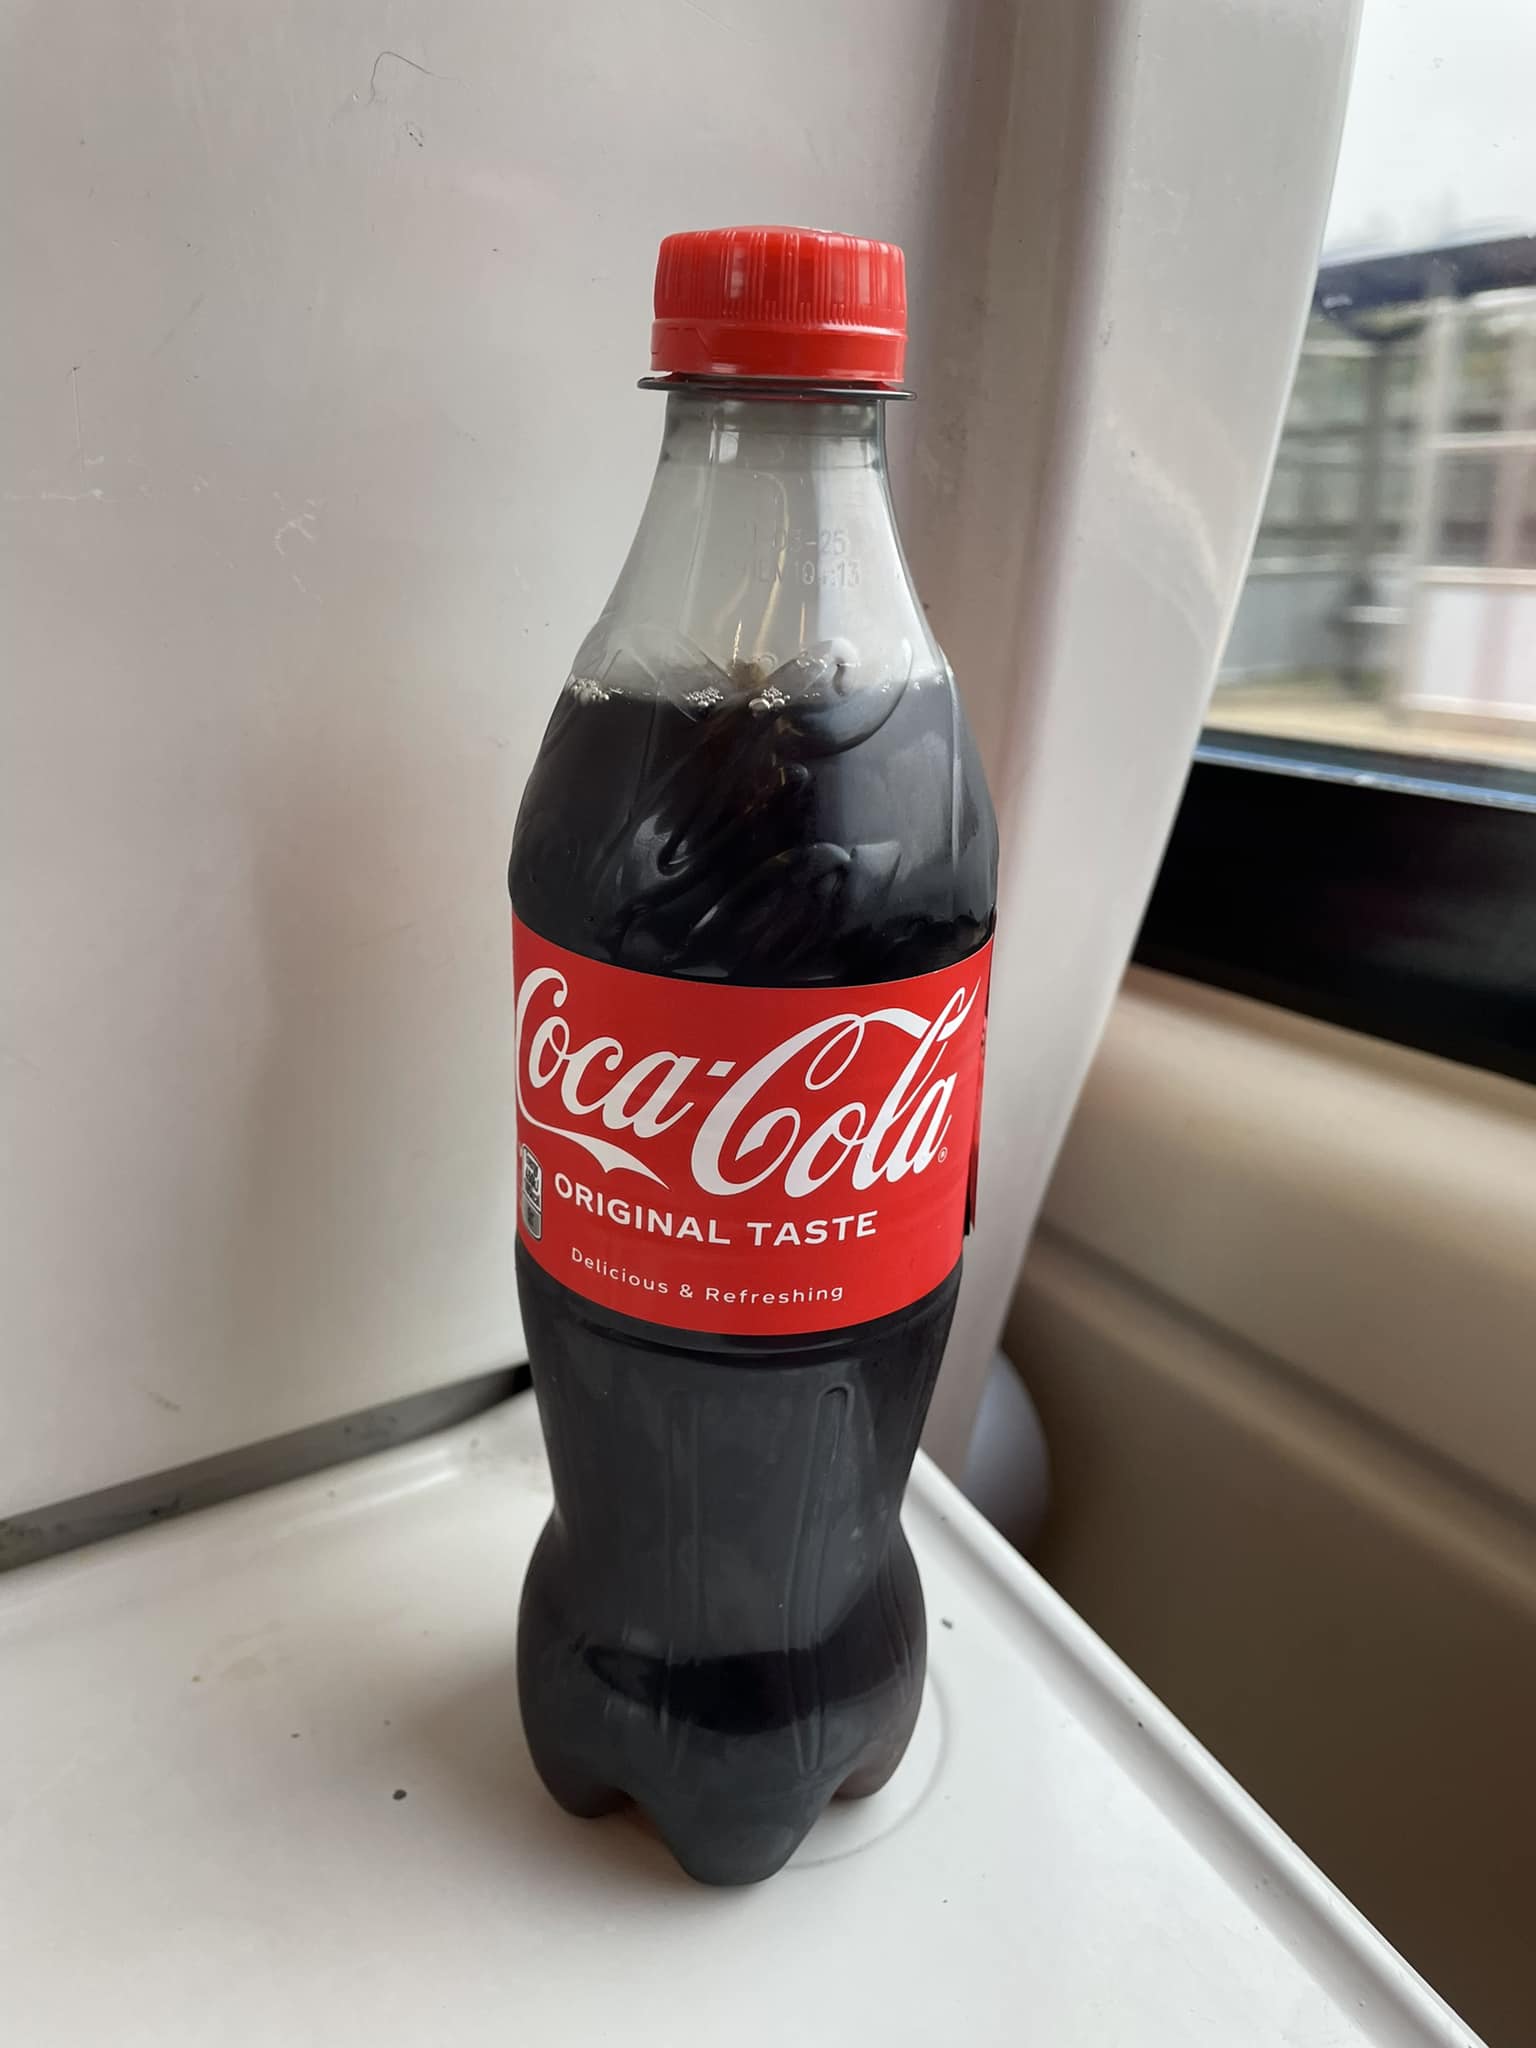 Coca-Cola
ORIGINAL TASTE
Delicious & Refreshing